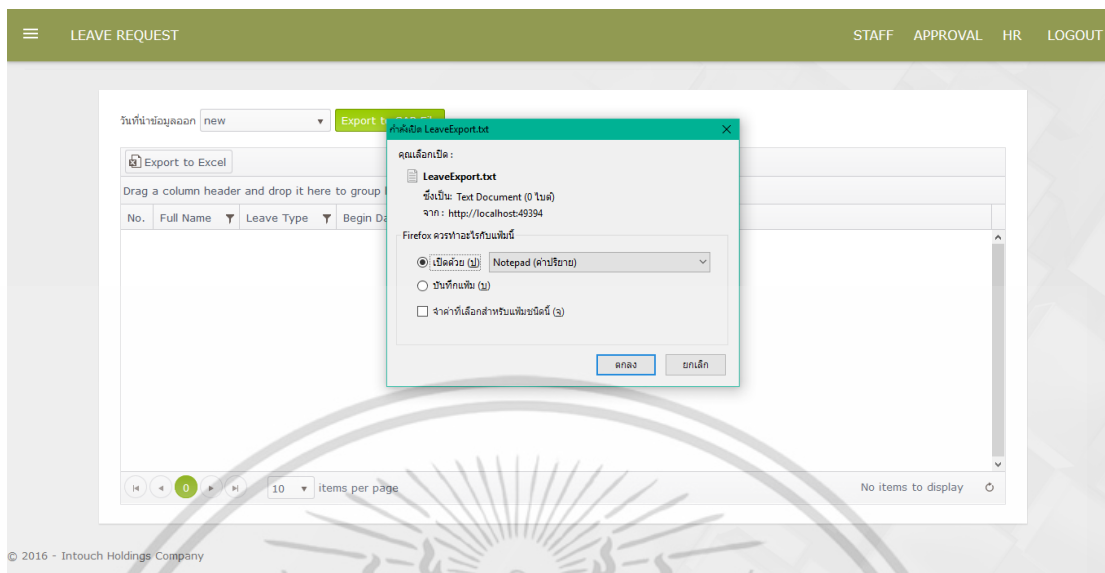 LEAVE REQUEST
STAFF APPROVAL HR LOGOUT
วันที่นำข้อมูลออก new Export
กำลังเปิด LeaveExport.txt
คุณเลือกเปิด :
LeaveExport.txt
ซึ่งเป็น: Text Document (0 ไบต์)
จาก : http://localhost:49394
Firefox ควรทำอะไรกับแฟ้มนี้
เปิดด้วย (ป) Notepad (ค่าปริยาย)
บันทึกแฟ้ม (บ)
จำค่าที่เลือกสำหรับแฟ้มชนิดนี้ (จ)
ตกลง ยกเลิก
Export to Excel
Drag a column header and drop it here to group
No. Full Name Leave Type Begin
0 10 items per page No items to display
© 2016 - Intouch Holdings Company